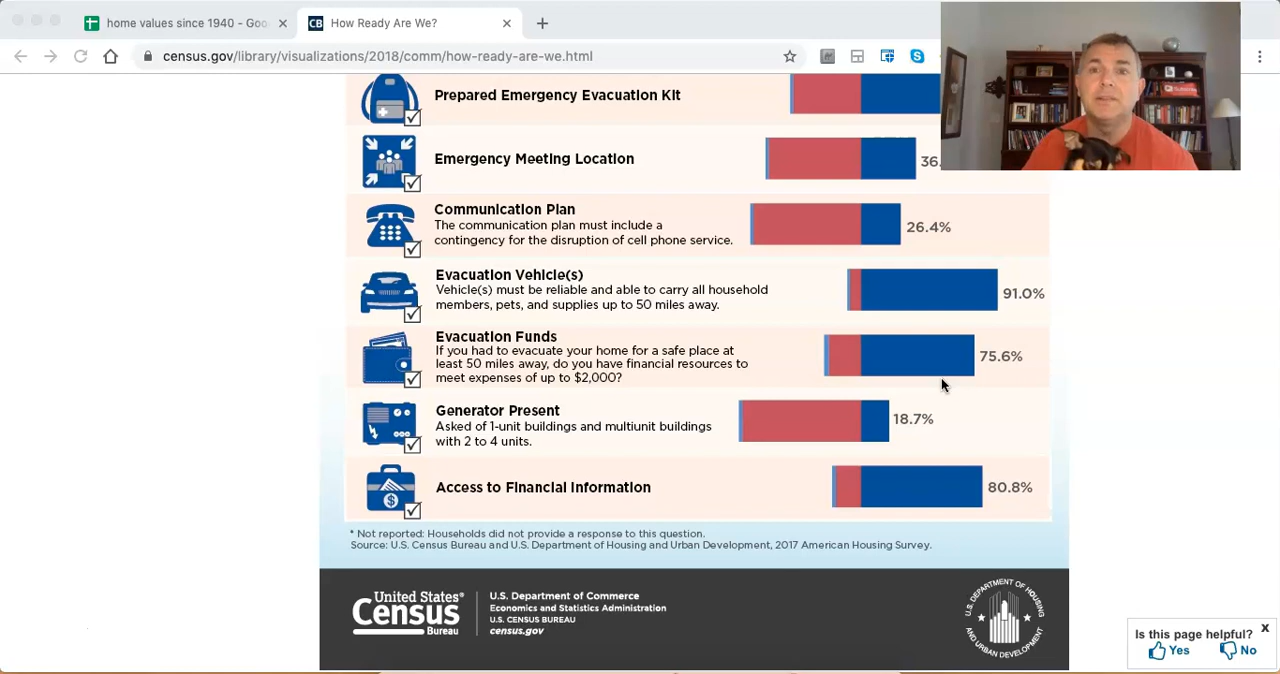 home values since 1940 - Goo
How Ready Are We?
census.gov/library/visualizations/2018/comm/how-ready-are-we.html
Prepared Emergency Evacuation Kit
Emergency Meeting Location
36.
Communication Plan
The communication plan must include a
contingency for the disruption of cell phone service.
26.4%
Evacuation Vehicle(s)
Vehicle(s) must be reliable and able to carry all household
members, pets, and supplies up to 50 miles away.
91.0%
Evacuation Funds
If you had to evacuate your home for a safe place at
least 50 miles away, do you have financial resources to
meet expenses of up to $2,000?
75.6%
Generator Present
Asked of 1-unit buildings and multiunit buildings
with 2 to 4 units.
18.7%
Access to Financial Information
80.8%
* Not reported: Households did not provide a response to this question.
Source: U.S. Census Bureau and U.S. Department of Housing and Urban Development, 2017 American Housing Survey.
United States®
Census
Bureau
U.S. Department of Commerce
Economics and Statistics Administration
U.S. CENSUS BUREAU
census.gov
U.S. DEPARTMENT OF HOUSING
AND URBAN DEVELOPMENT
Is this page helpful? X
Yes No